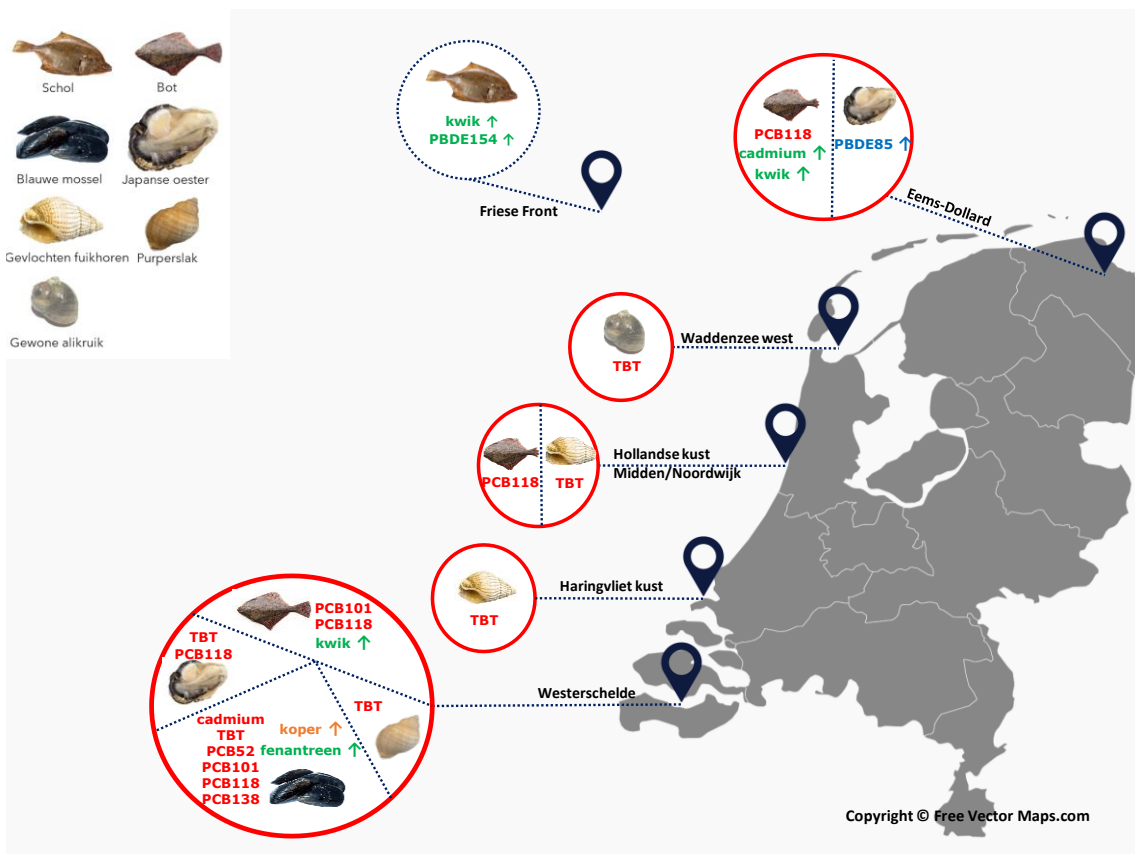 Schol
Bot
Blauwe mossel
Japanse oester
Gevlochten fuikhoren
Purperslak
Gewone alikruik
kwik ↑
PBDE154 ↑
Friese Front
PCB118
cadmium ↑
kwik ↑
PBDE85 ↑
Eems-Dollard
TBT
Waddenzee west
PCB118
TBT
Hollandse kust
Midden/Noordwijk
TBT
Haringvliet kust
PCB101
PCB118
kwik ↑
TBT
PCB118
cadmium
TBT
PCB52
PCB101
PCB118
PCB138
koper ↑
fenantreen ↑
TBT
Westerschelde
Copyright © Free Vector Maps.com